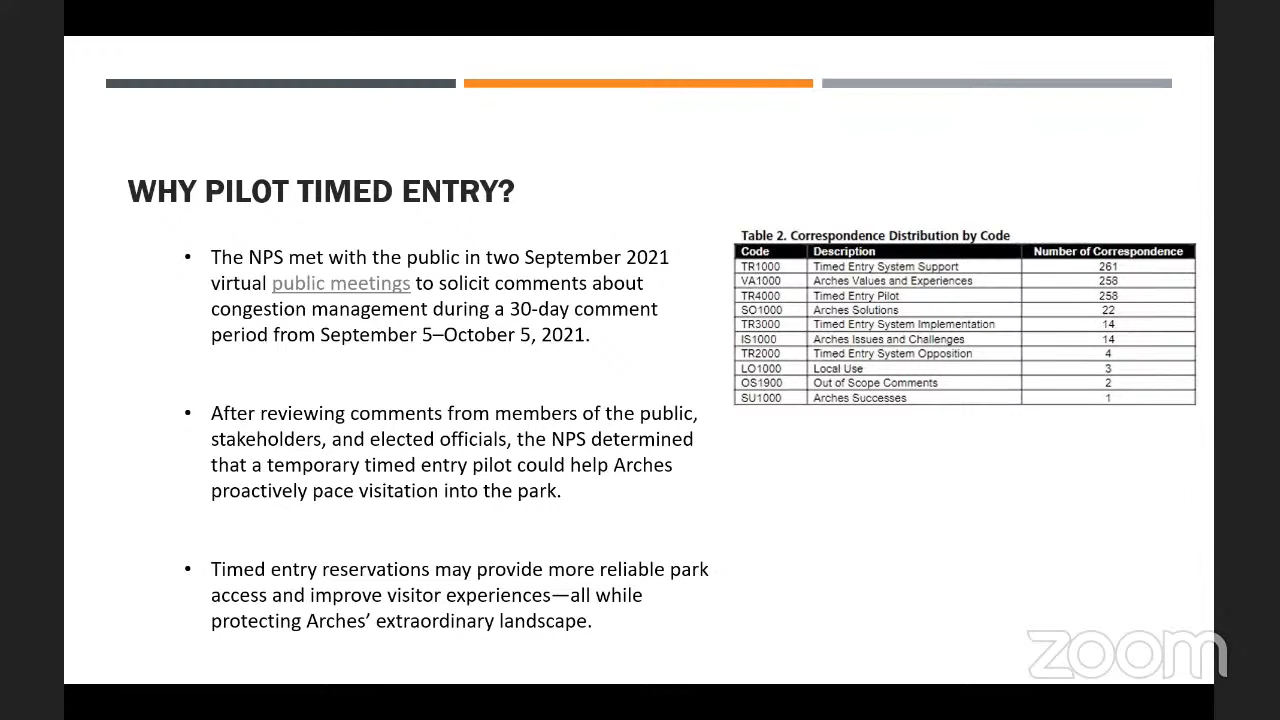 WHY PILOT TIMED ENTRY?
• The NPS met with the public in two September 2021
virtual public meetings to solicit comments about
congestion management during a 30-day comment
period from September 5–October 5, 2021.
• After reviewing comments from members of the public,
stakeholders, and elected officials, the NPS determined
that a temporary timed entry pilot could help Arches
proactively pace visitation into the park.
• Timed entry reservations may provide more reliable park
access and improve visitor experiences—all while
protecting Arches’ extraordinary landscape.
Table 2. Correspondence Distribution by Code
Code Description Number of Correspondence
TR1000 Timed Entry System Support 261
VA1000 Arches Values and Experiences 258
TR4000 Timed Entry Pilot 258
SO1000 Arches Solutions 22
TR3000 Timed Entry System Implementation 14
IS1000 Arches Issues and Challenges 14
TR2000 Timed Entry System Opposition 4
LO1000 Local Use 3
OS1900 Out of Scope Comments 2
SU1000 Arches Successes 1
zoom